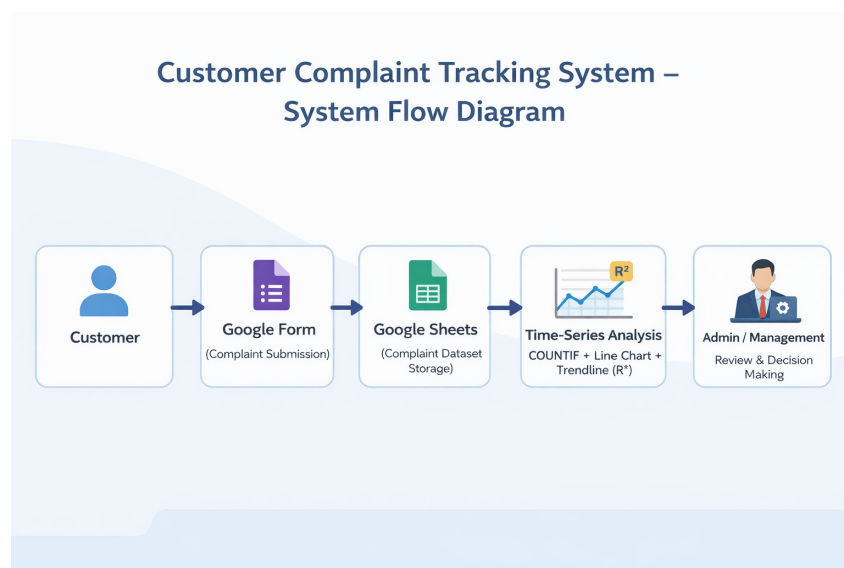 Customer Complaint Tracking System –
System Flow Diagram
Customer
Google Form
(Complaint Submission)
Google Sheets
(Complaint Dataset
Storage)
R²
Time-Series Analysis
COUNTIF + Line Chart +
Trendline (R*)
Admin / Management
Review & Decision
Making